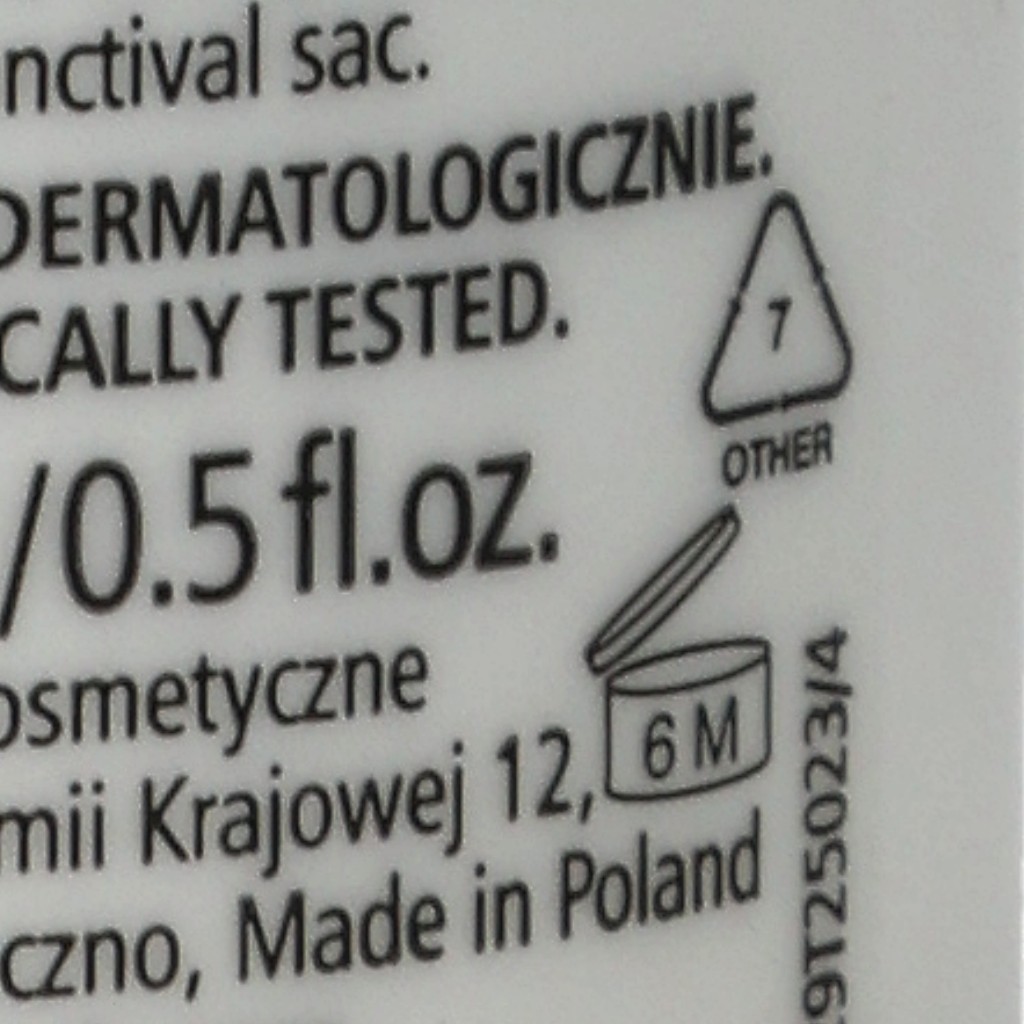 nctival sac.
DERMATOLOGICZNIE.
CALLY TESTED.
7
OTHER
/0.5 fl.oz.
osmetyczne
6 M
mii Krajowej 12,
czno, Made in Poland
9T25023/4